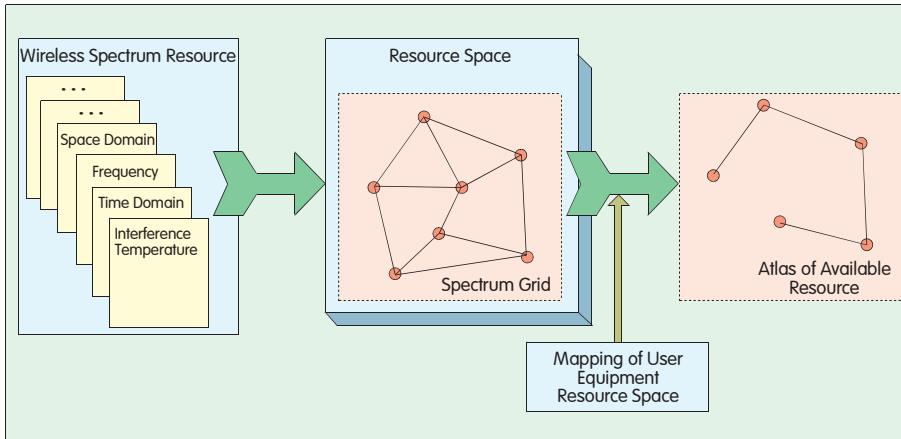 Wireless Spectrum Resource
• • •
• • •
Space Domain
Frequency
Time Domain
Interference
Temperature
Resource Space
Spectrum Grid
Mapping of User
Equipment
Resource Space
Atlas of Available
Resource